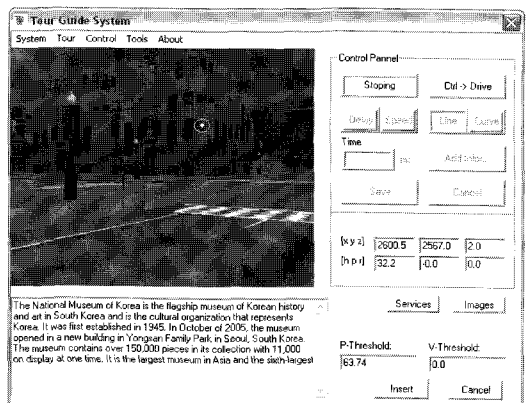 Tour Guide System
System Tour Control Tools About
Control Pannel
Stoping Ctrl -> Drive
Delay Speed Line Curve
Time
ms Add Infor..
Save Cancel
[x y z] 2600.5 2567.0 2.0
[h p r] 32.2 -0.0 0.0
The National Museum of Korea is the flagship museum of Korean history
and art in South Korea and is the cultural organization that represents
Korea. It was first established in 1945. In October of 2005, the museum
opened in a new building in Yongsan Family Park in Seoul, South Korea.
The museum contains over 150,000 pieces in its collection with 11,000
on display at one time. It is the largest museum in Asia and the sixth-largest
Services Images
P-Threshold: V-Threshold:
63.74 0.0
Insert Cancel